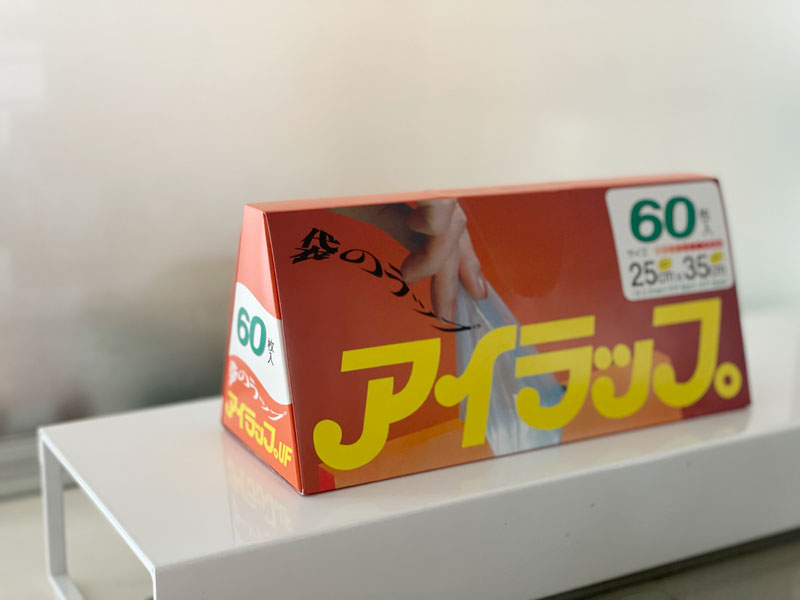 袋のラップ。
アイラップ。
60枚入
サイズ
25cm×35cm
60枚入
袋のラップ
アイラップ。UF